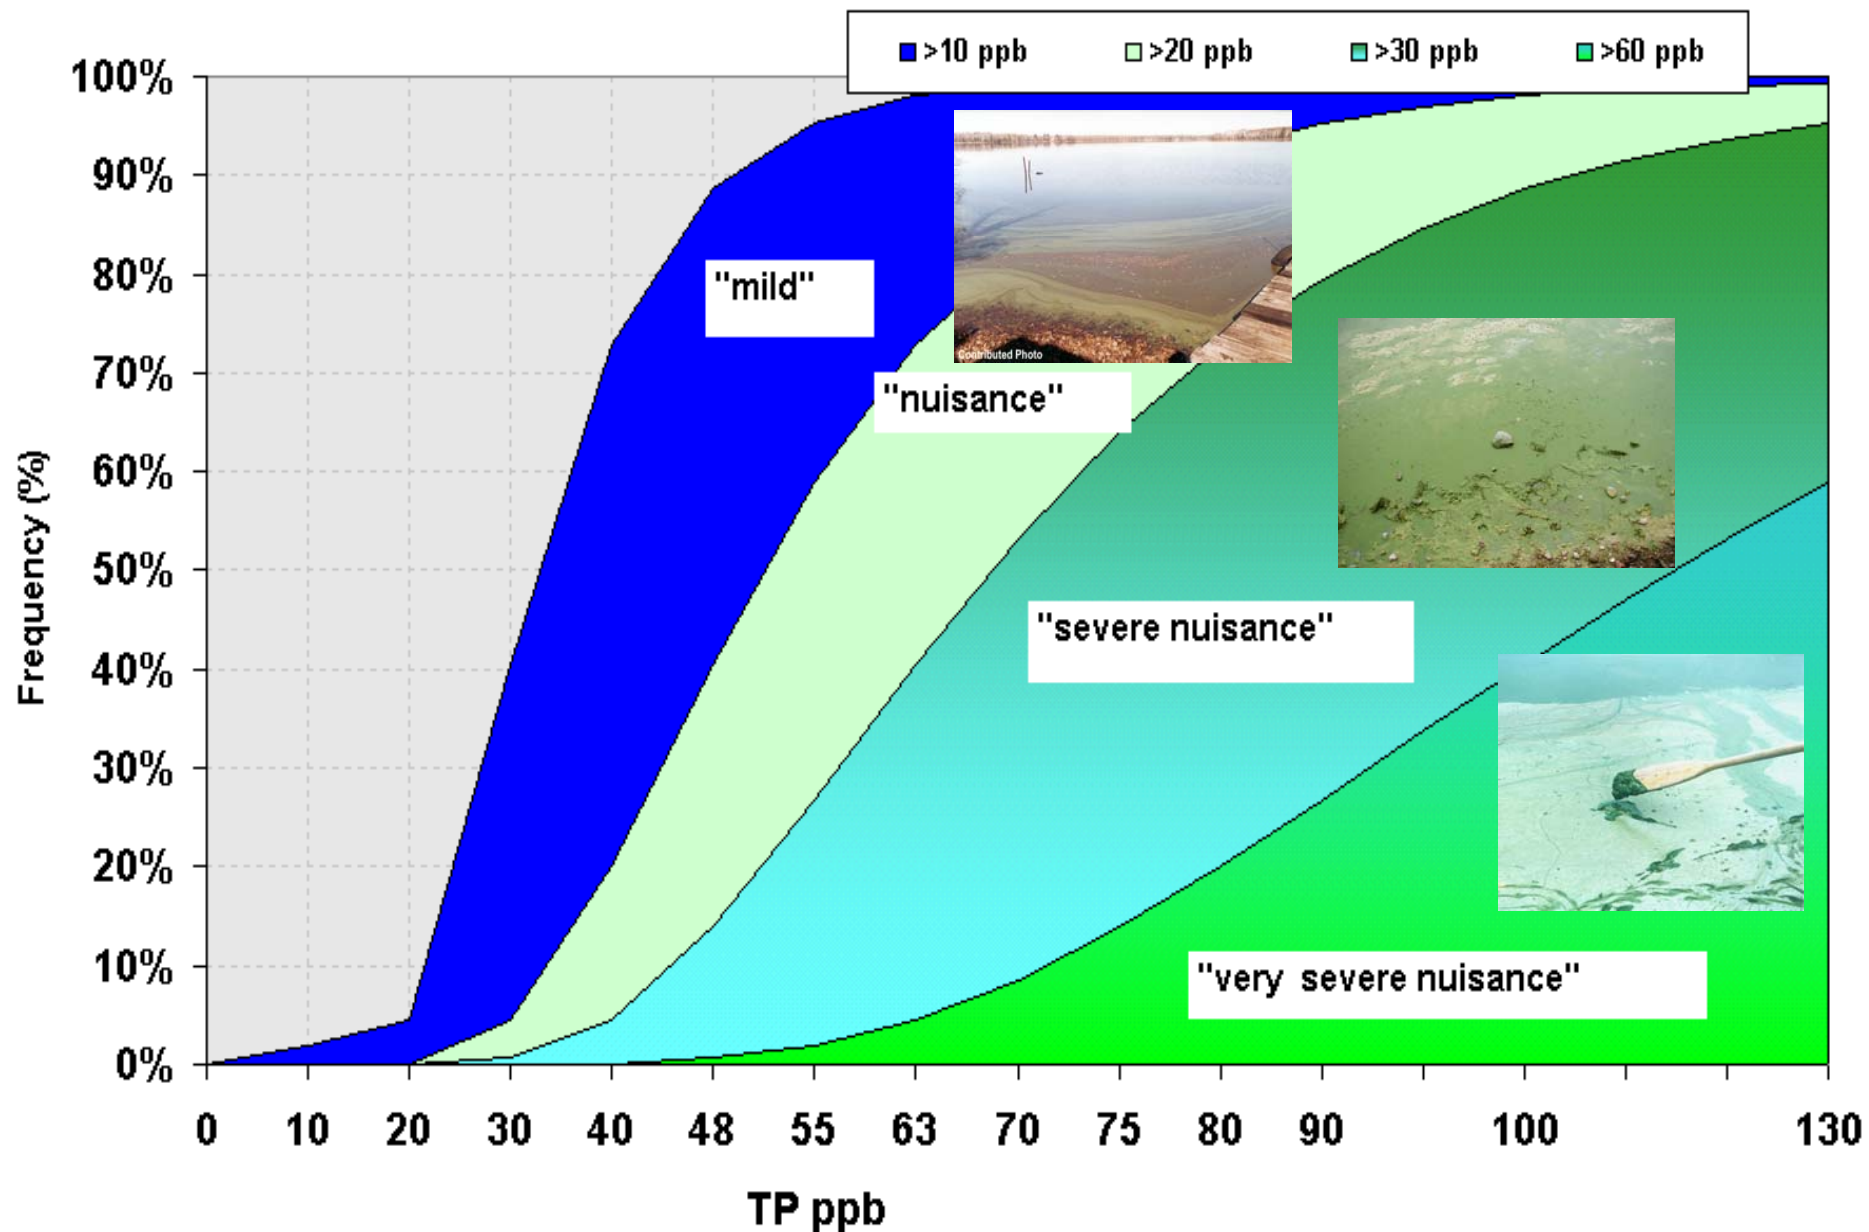 >10 ppb >20 ppb >30 ppb >60 ppb
100%
90%
80%
70%
60%
50%
40%
30%
20%
10%
0%
Frequency (%)
"mild"
Contributed Photo
"nuisance"
"severe nuisance"
"very severe nuisance"
0 10 20 30 40 48 55 63 70 75 80 90 100 130
TP ppb